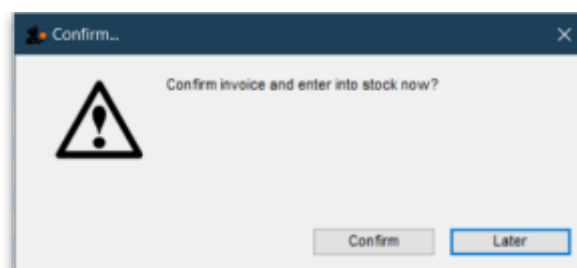 Confirm...
Confirm invoice and enter into stock now?
Confirm
Later